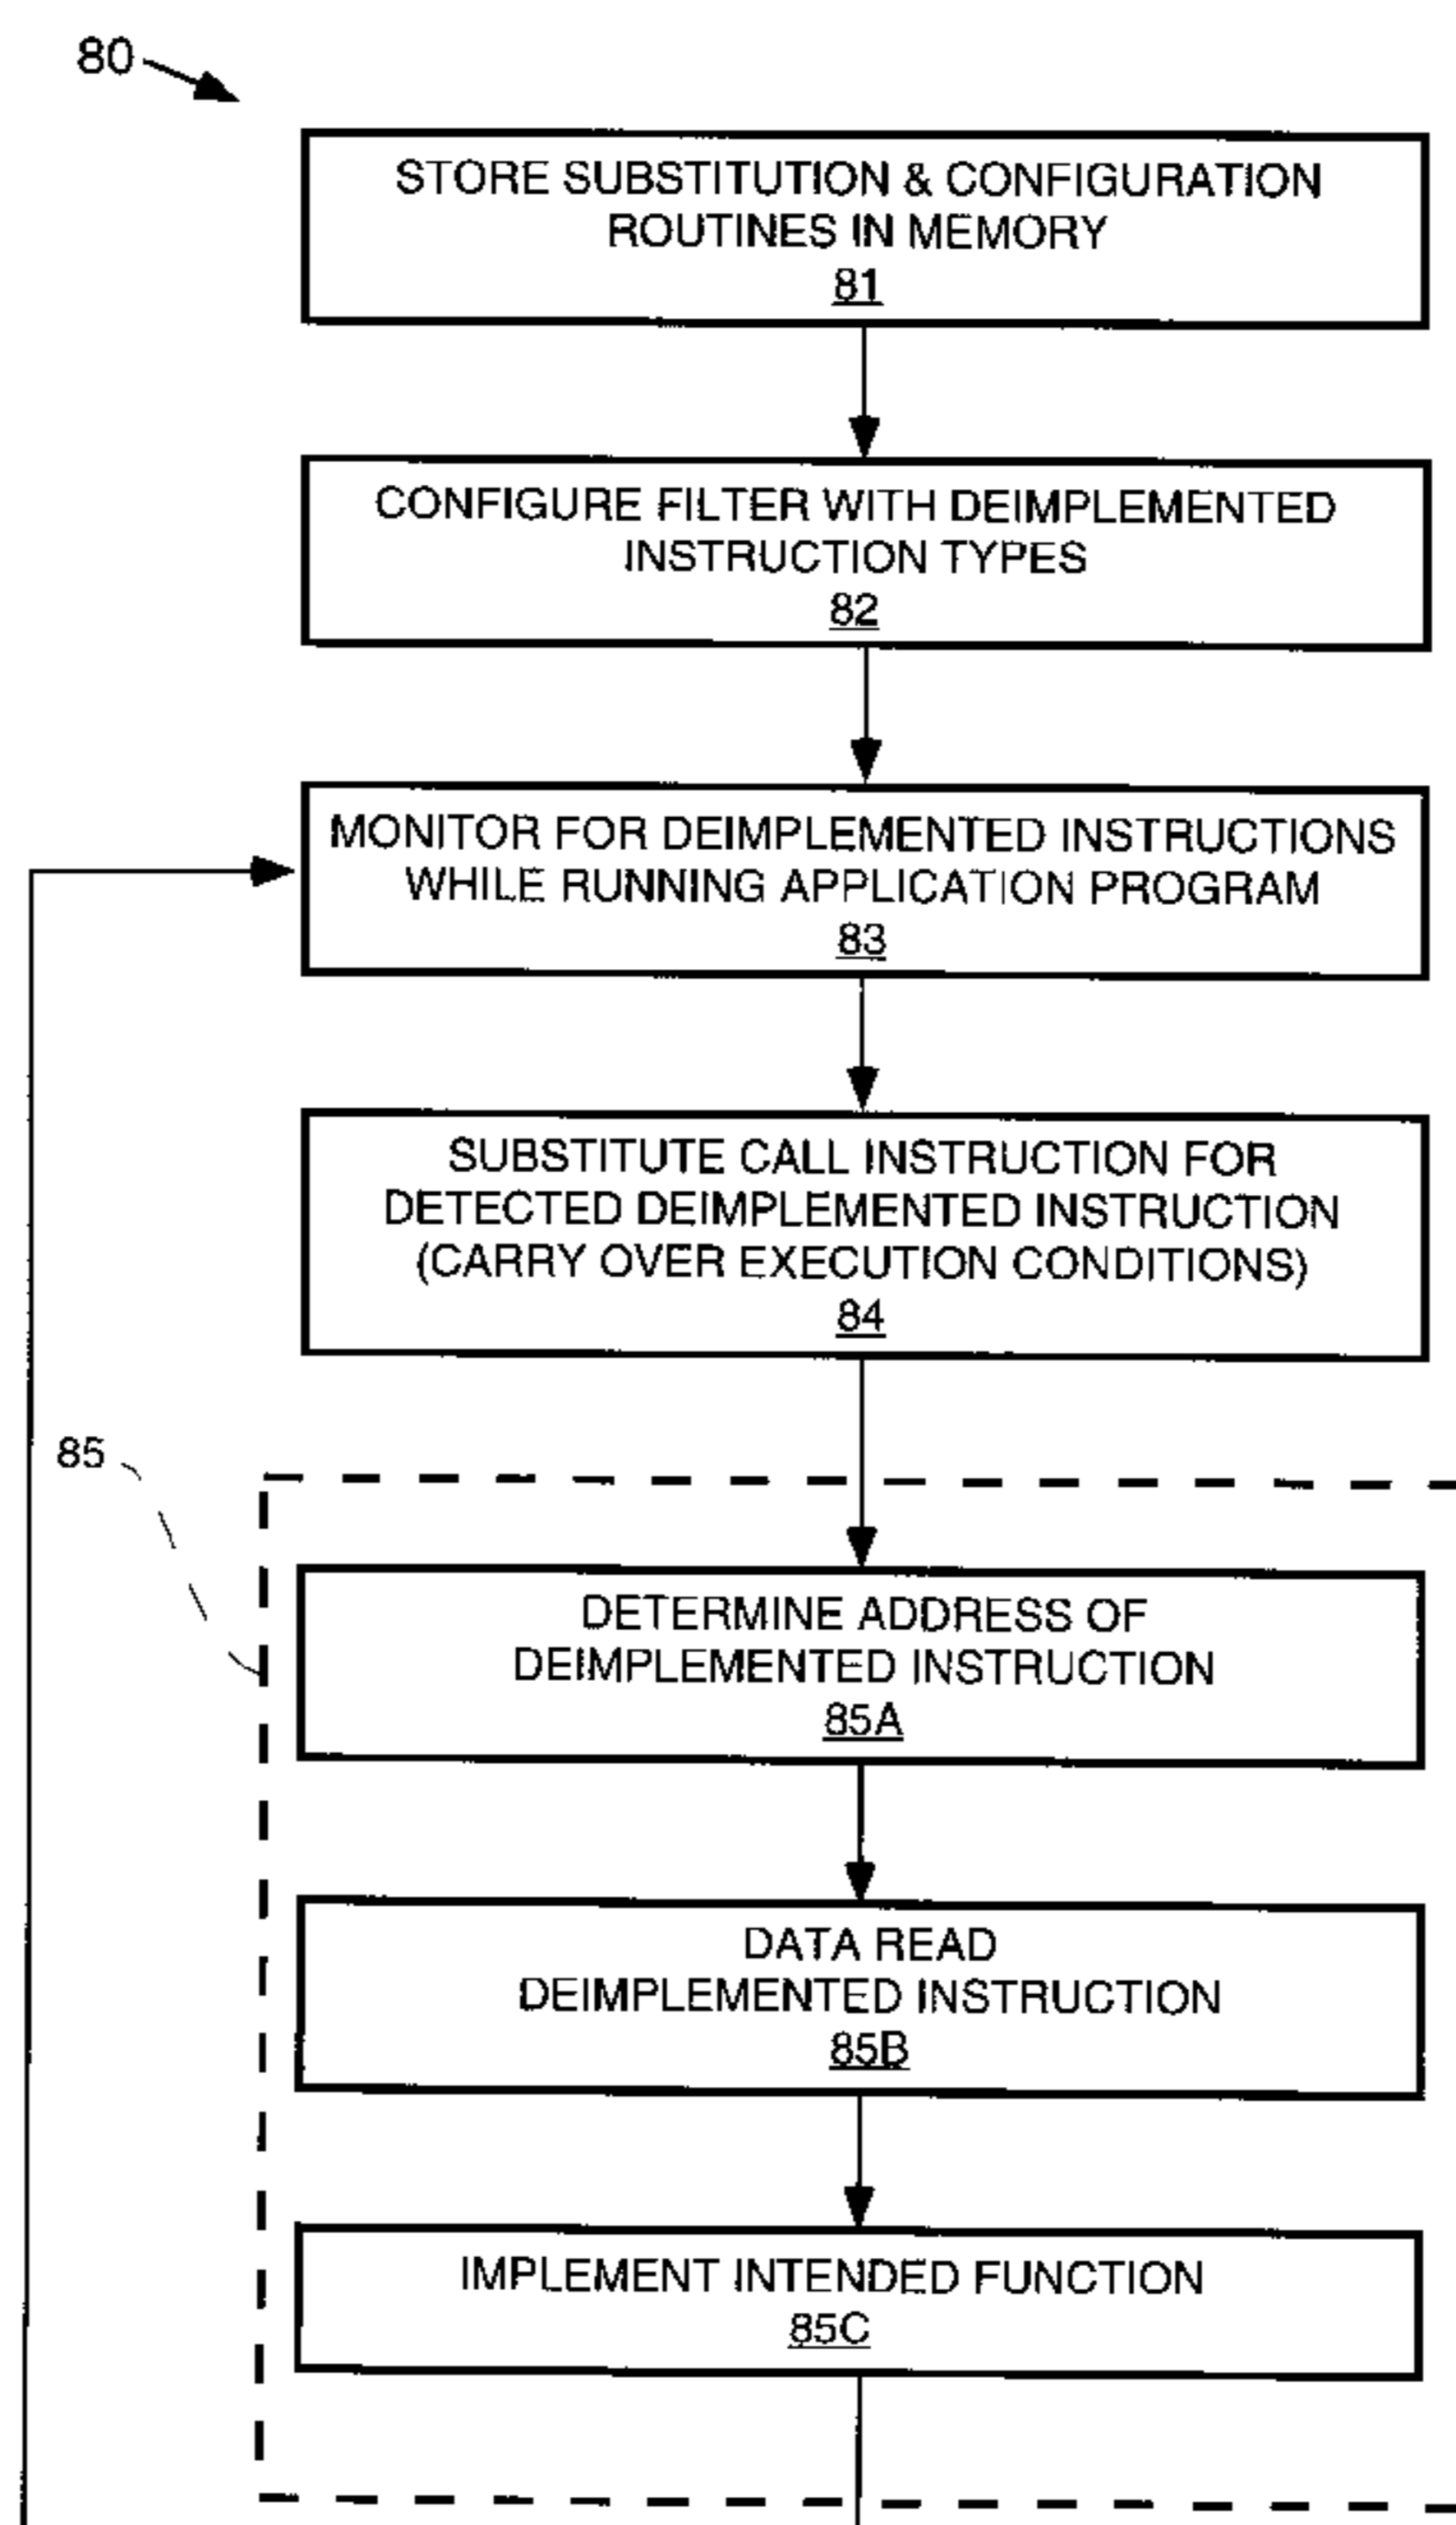 80
STORE SUBSTITUTION & CONFIGURATION
ROUTINES IN MEMORY
81
CONFIGURE FILTER WITH DEIMPLEMENTED
INSTRUCTION TYPES
82
MONITOR FOR DEIMPLEMENTED INSTRUCTIONS
WHILE RUNNING APPLICATION PROGRAM
83
SUBSTITUTE CALL INSTRUCTION FOR
DETECTED DEIMPLEMENTED INSTRUCTION
(CARRY OVER EXECUTION CONDITIONS)
84
85
DETERMINE ADDRESS OF
DEIMPLEMENTED INSTRUCTION
85A
DATA READ
DEIMPLEMENTED INSTRUCTION
85B
IMPLEMENT INTENDED FUNCTION
85C